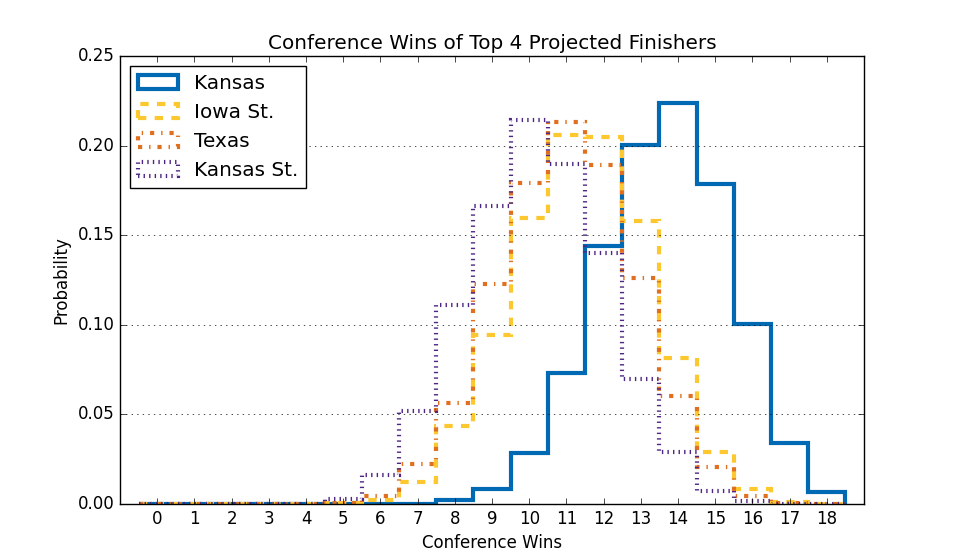 Conference Wins of Top 4 Projected Finishers
0.25
0.20
0.15
0.10
0.05
0.00
Probability
Kansas
Iowa St.
Texas
Kansas St.
0 1 2 3 4 5 6 7 8 9 10 11 12 13 14 15 16 17 18
Conference Wins